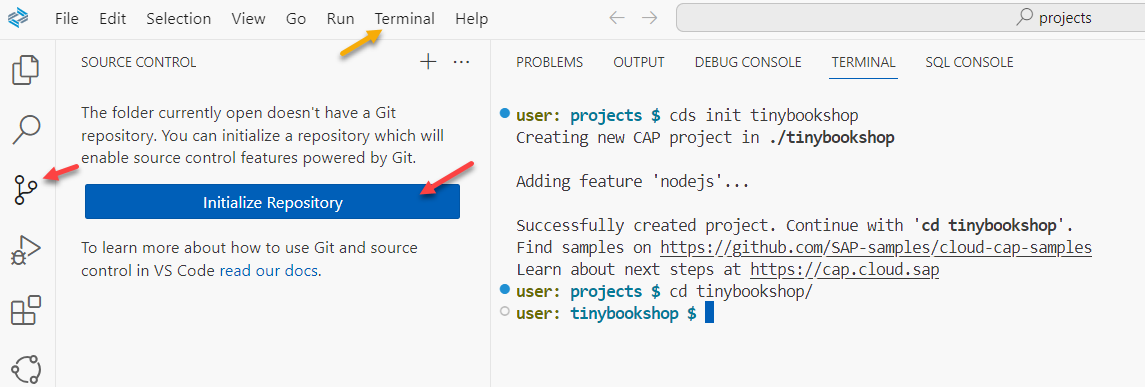 File Edit Selection View Go Run Terminal Help
projects
SOURCE CONTROL
The folder currently open doesn't have a Git
repository. You can initialize a repository which will
enable source control features powered by Git.
Initialize Repository
To learn more about how to use Git and source
control in VS Code read our docs.
PROBLEMS OUTPUT DEBUG CONSOLE TERMINAL SQL CONSOLE
user: projects $ cds init tinybookshop
Creating new CAP project in ./tinybookshop
Adding feature 'nodejs'...
Successfully created project. Continue with 'cd tinybookshop'.
Find samples on https://github.com/SAP-samples/cloud-cap-samples
Learn about next steps at https://cap.cloud.sap
user: projects $ cd tinybookshop/
user: tinybookshop $